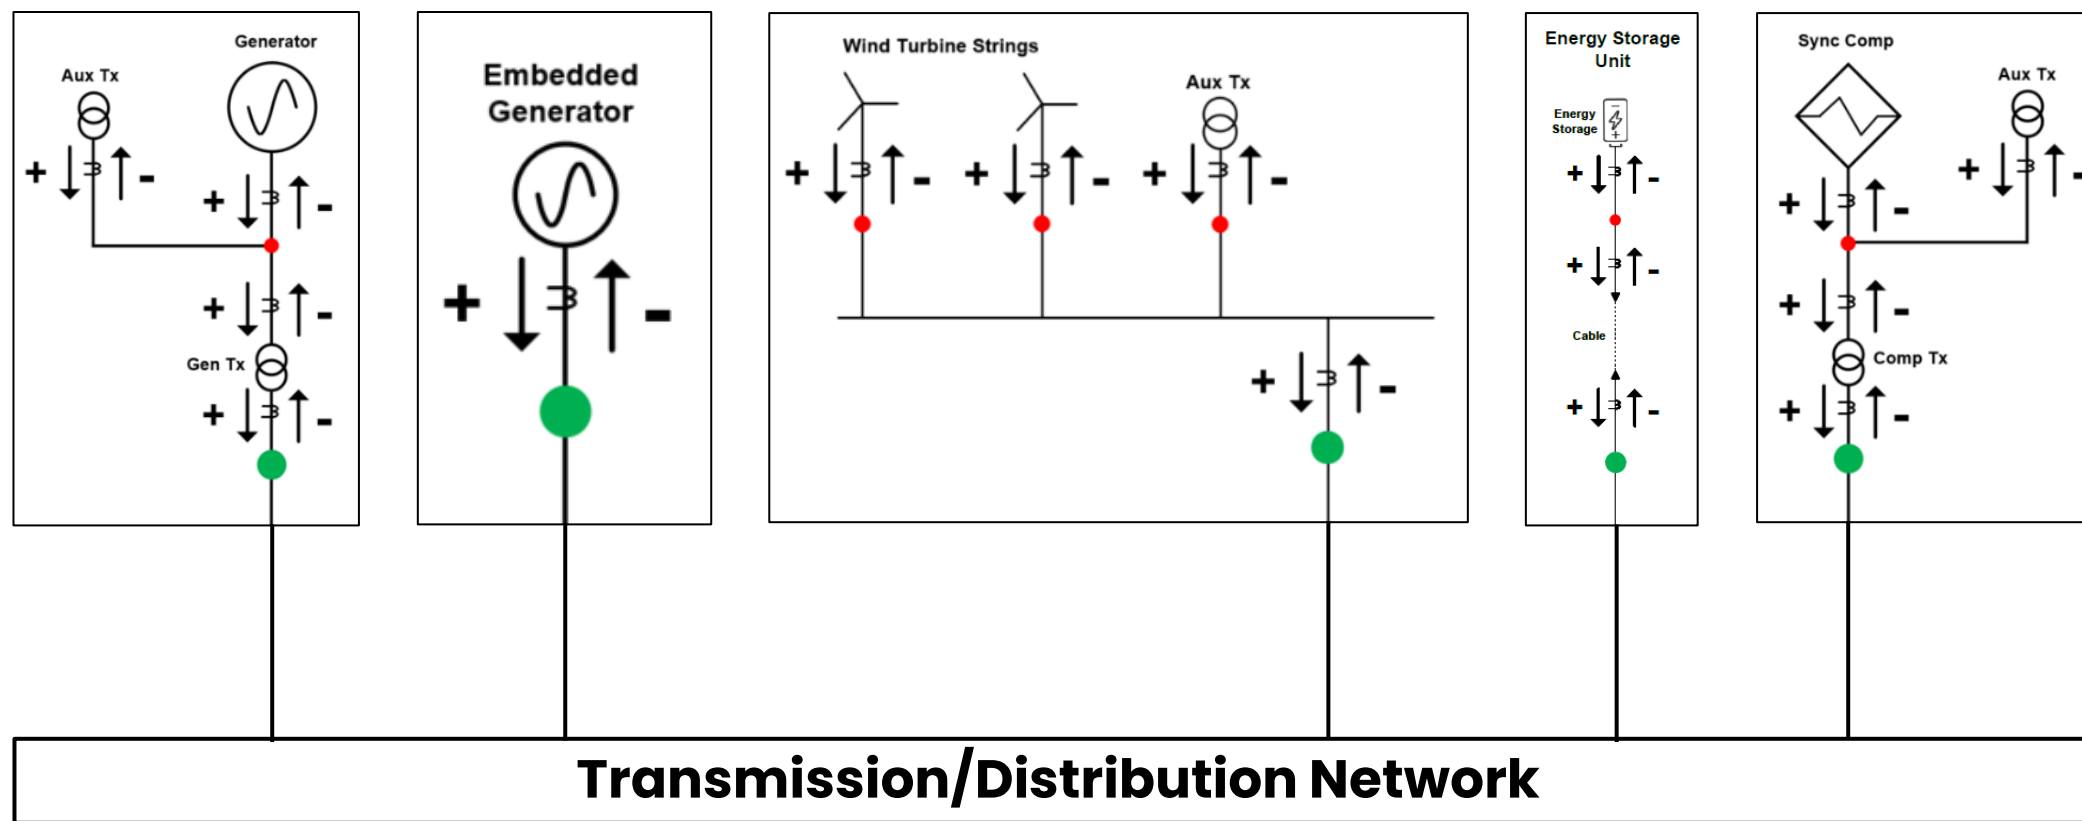 Generator
Aux Tx
+ -
+ -
+ -
Gen Tx
+ -
Embedded
Generator
+ -
Wind Turbine Strings
Aux Tx
+ - + - + -
+ -
Energy Storage
Unit
Energy
Storage
+ -
+ -
Cable
+ -
Sync Comp
Aux Tx
+ -
+ -
+ -
Comp Tx
+ -
Transmission/Distribution Network